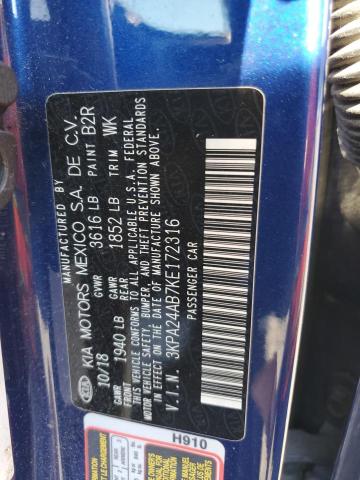 MANUFACTURED BY
KIA MOTORS MEXICO S.A. DE C.V.
10/18 GVWR 3616 LB PAINT B2R
GAWR FRONT 1940 LB GAWR REAR 1852 LB TRIM WK
THIS VEHICLE CONFORMS TO ALL APPLICABLE U.S.A. FEDERAL
MOTOR VEHICLE SAFETY, BUMPER, AND THEFT PREVENTION STANDARDS
IN EFFECT ON THE DATE OF MANUFACTURE SHOWN ABOVE.
V.I.N. 3KPA24AB7KE172316
PASSENGER CAR
H910